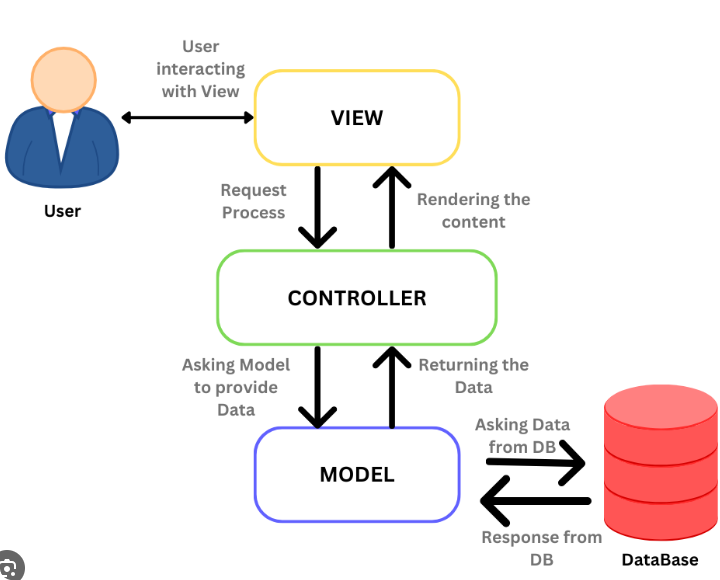 User
interacting
with View
VIEW
User
Request
Process
Rendering the
content
CONTROLLER
Asking Model
to provide
Data
Returning the
Data
MODEL
Asking Data
from DB
Response from
DB
DataBase